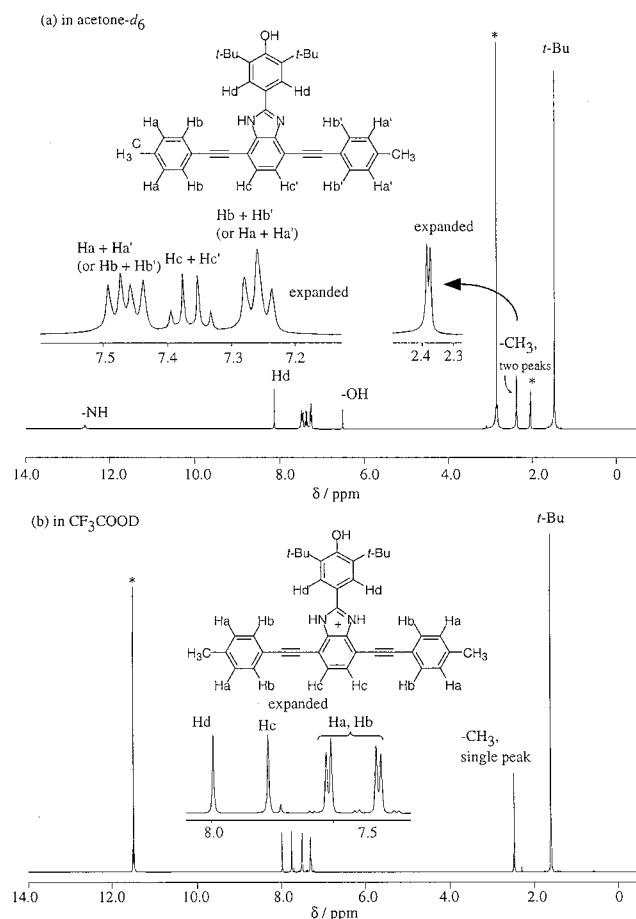 (a) in acetone-d6
OH
t-Bu t-Bu
Hd Hd
HN N
Ha Hb Hb' Ha'
C
H3 CH3
Ha Hb Hc Hc' Hb' Ha'
* t-Bu
Hb + Hb'
(or Ha + Ha')
Ha + Ha'
(or Hb + Hb')
Hc + Hc'
expanded
expanded
7.5 7.4 7.3 7.2
2.4 2.3
-CH3,
two peaks
*
Hd
-OH
-NH
14.0 12.0 10.0 8.0 6.0 4.0 2.0 0
δ / ppm
(b) in CF3COOD
OH
t-Bu t-Bu
Hd Hd
HN NH
+
Ha Hb Hb Ha
H3C CH3
Ha Hb Hc Hc Hb Ha
* t-Bu
expanded
Hd Hc Ha, Hb
-CH3,
single peak
8.0 7.5
14.0 12.0 10.0 8.0 6.0 4.0 2.0 0
δ / ppm